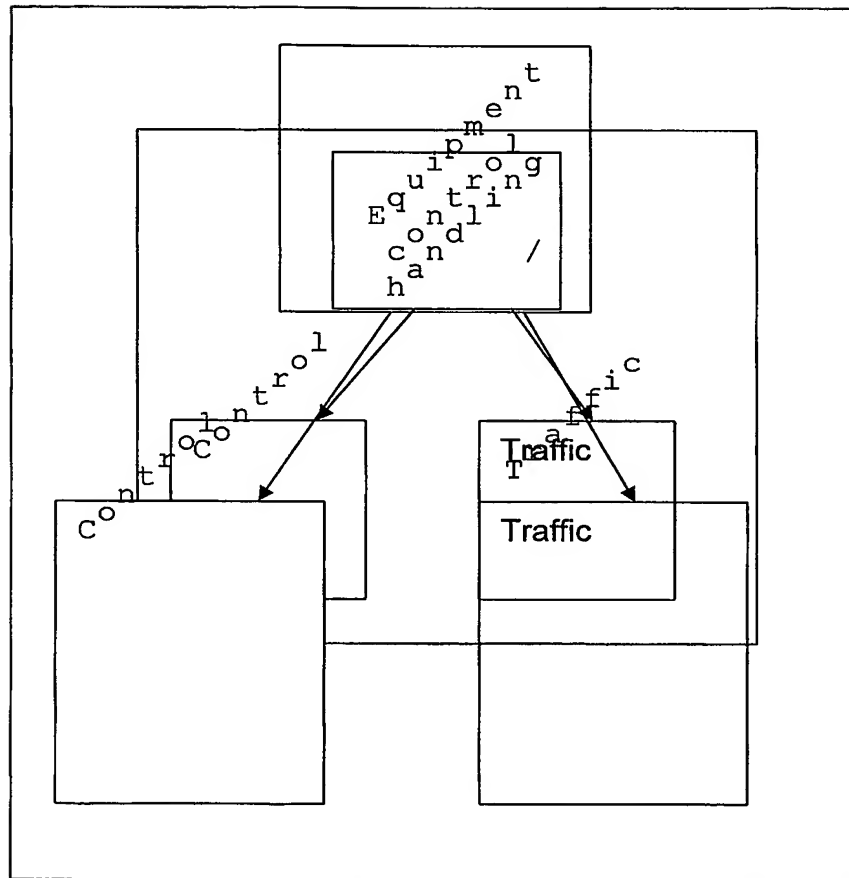 Equipment
control
handling /
Control
Control
Traffic
Traffic
Traffic